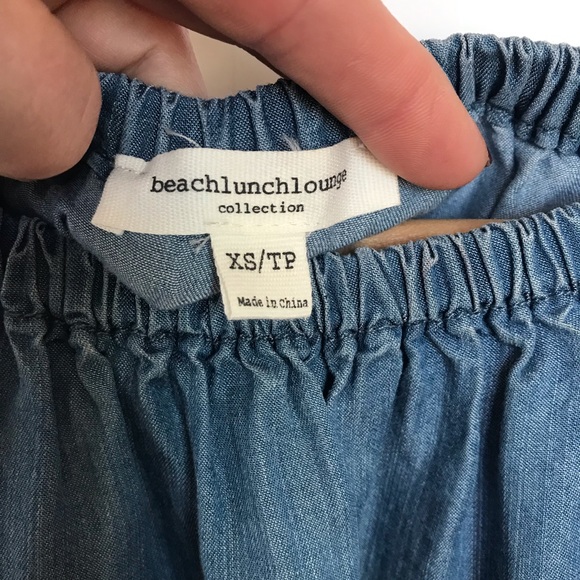 beachlunchlounge
collection
XS/TP
Made in China